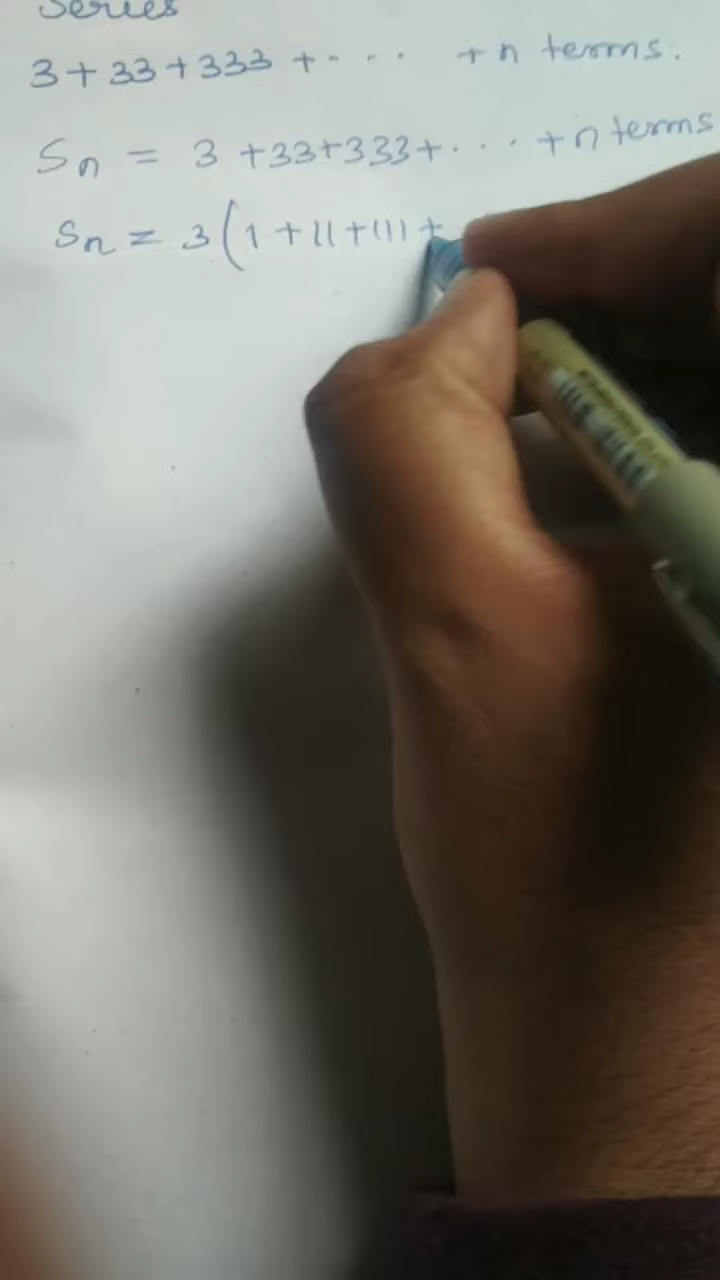 Series
3 + 33 + 333 + - . . + n terms.
Sn = 3 + 33 + 333 + . . . + n terms
Sn = 3 ( 1 + 11 + 111 +